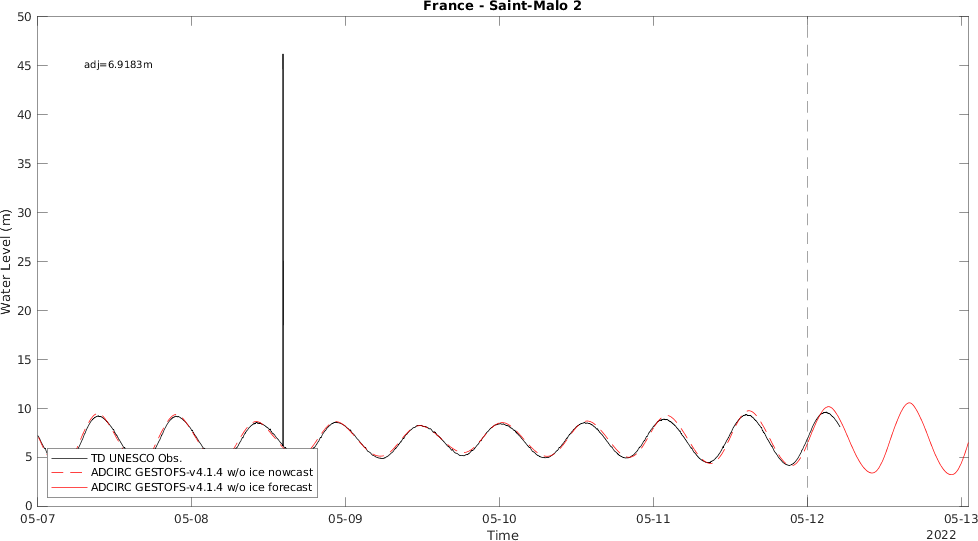 France - Saint-Malo 2
50
45
40
35
30
25
20
15
10
5
0
Water Level (m)
adj=6.9183m
TD UNESCO Obs.
ADCIRC GESTOFS-v4.1.4 w/o ice nowcast
ADCIRC GESTOFS-v4.1.4 w/o ice forecast
05-07 05-08 05-09 05-10 05-11 05-12 05-13
Time
2022